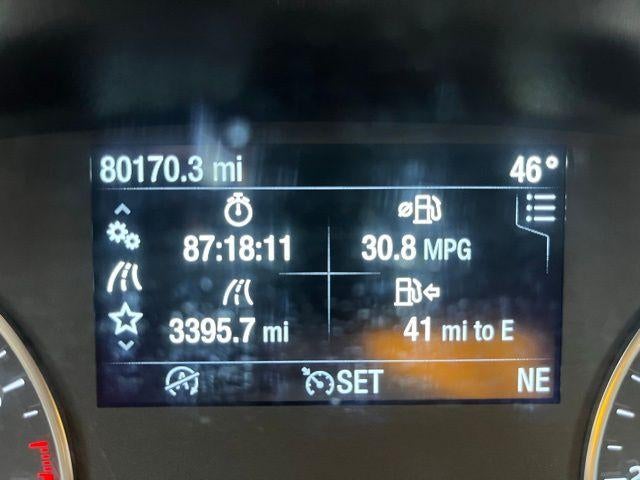 80170.3 mi 46°
87:18:11 30.8 MPG
3395.7 mi 41 mi to E
SET NE